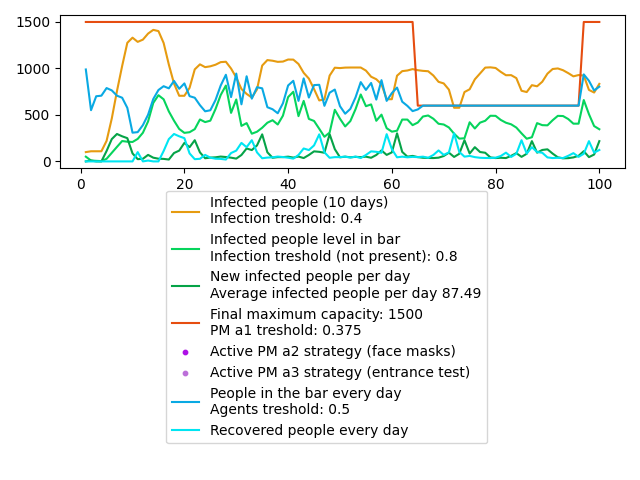 1500
1000
500
0
0
20
40
60
80
100
Infected people (10 days)
Infection treshold: 0.4
Infected people level in bar
Infection treshold (not present): 0.8
New infected people per day
Average infected people per day 87.49
Final maximum capacity: 1500
PM a1 treshold: 0.375
Active PM a2 strategy (face masks)
Active PM a3 strategy (entrance test)
People in the bar every day
Agents treshold: 0.5
Recovered people every day